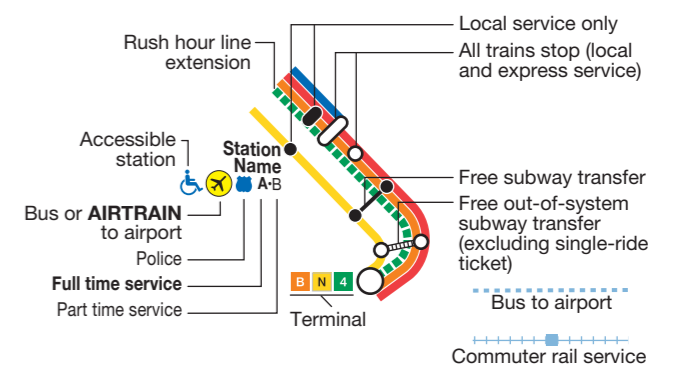 Local service only
Rush hour line
extension
All trains stop (local
and express service)
Accessible
station
Station
Name
A•B
Bus or AIRTRAIN
to airport
Police
Full time service
Part time service
Free subway transfer
Free out-of-system
subway transfer
(excluding single-ride
ticket)
B N 4
Terminal
Bus to airport
Commuter rail service